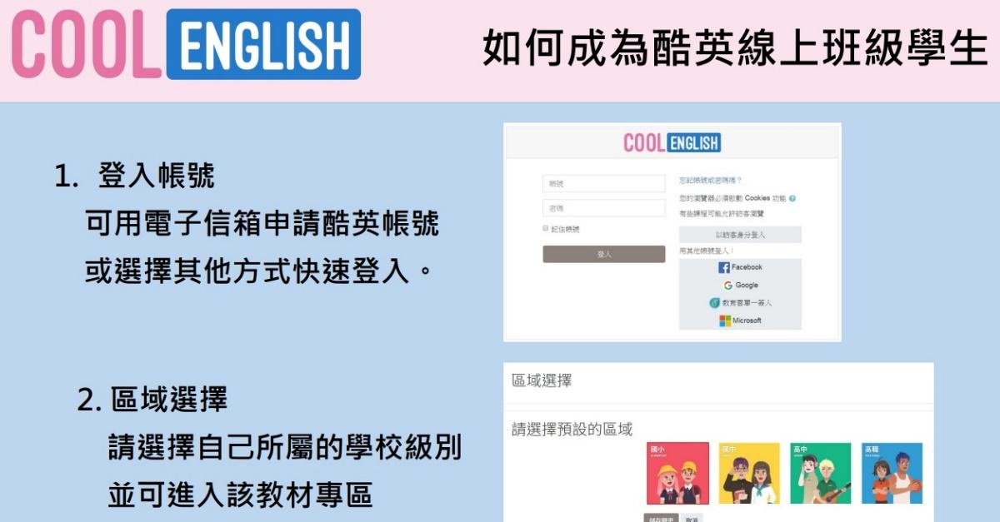 COOL ENGLISH
如何成為酷英線上班級學生
1. 登入帳號
可用電子信箱申請酷英帳號
或選擇其他方式快速登入。
COOL ENGLISH
帳號
密碼
記住帳號
登入
忘記帳號或密碼嗎?
您的瀏覽器必須啟動 Cookies 功能
有些課程可能允許訪客瀏覽
以訪客身分登入
用其他帳號登入:
Facebook
Google
教育雲單一簽入
Microsoft
2. 區域選擇
請選擇自己所屬的學校級別
並可進入該教材專區
區域選擇
請選擇預設的區域
國小
國中
高中
高職
儲存變更
取消